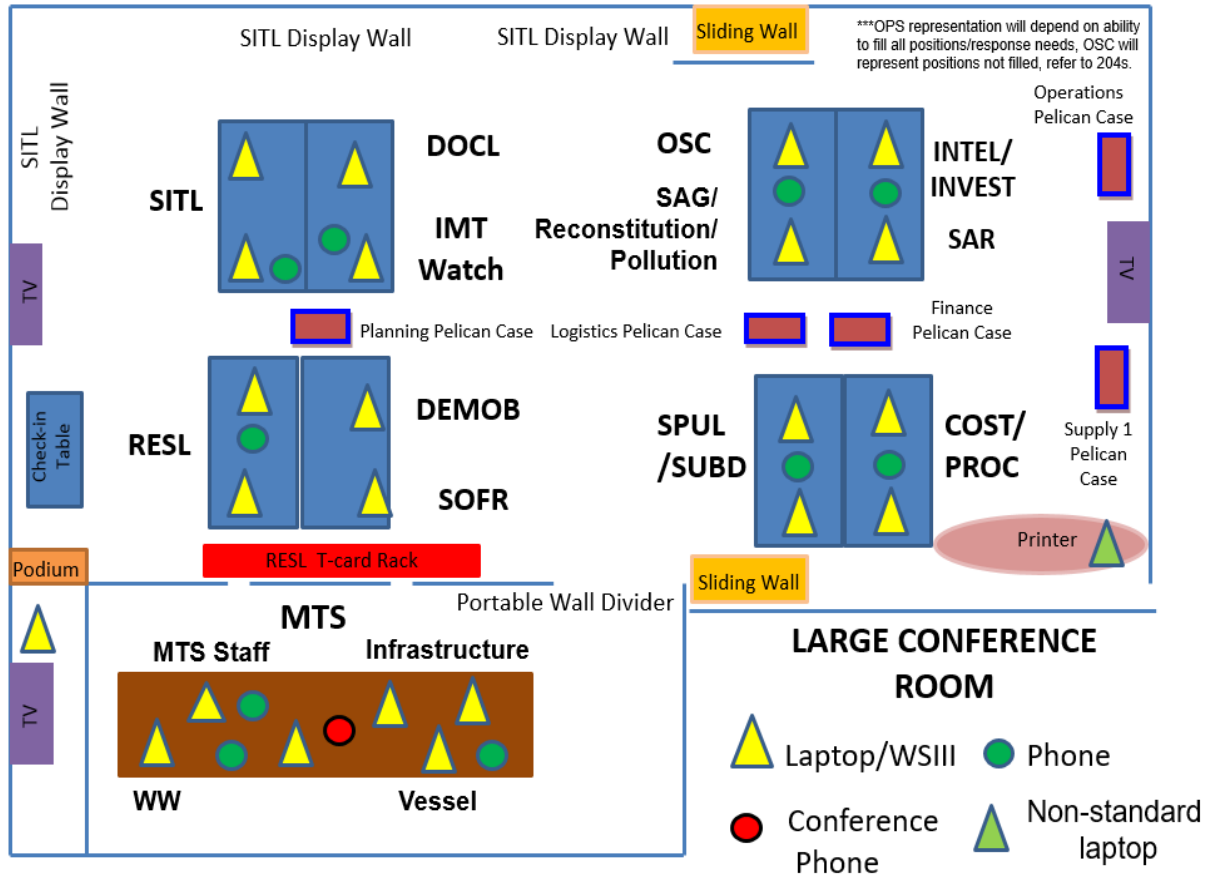 SITL Display Wall
SITL Display Wall
Sliding Wall
***OPS representation will depend on ability
to fill all positions/response needs, OSC will
represent positions not filled, refer to 204s.
SITL
Display Wall
Operations
Pelican Case
DOCL
OSC
INTEL/
INVEST
SITL
SAG/
Reconstitution/
Pollution
IMT
Watch
SAR
TV
TV
Planning Pelican Case
Logistics Pelican Case
Finance
Pelican Case
Check-in
Table
RESL
DEMOB
SOFR
SPUL
/SUBD
COST/
PROC
Supply 1
Pelican
Case
Printer
Podium
RESL T-card Rack
Sliding Wall
Portable Wall Divider
MTS
MTS Staff
Infrastructure
TV
WW
Vessel
LARGE CONFERENCE
ROOM
Laptop/WSIII
Phone
Conference
Phone
Non-standard
laptop